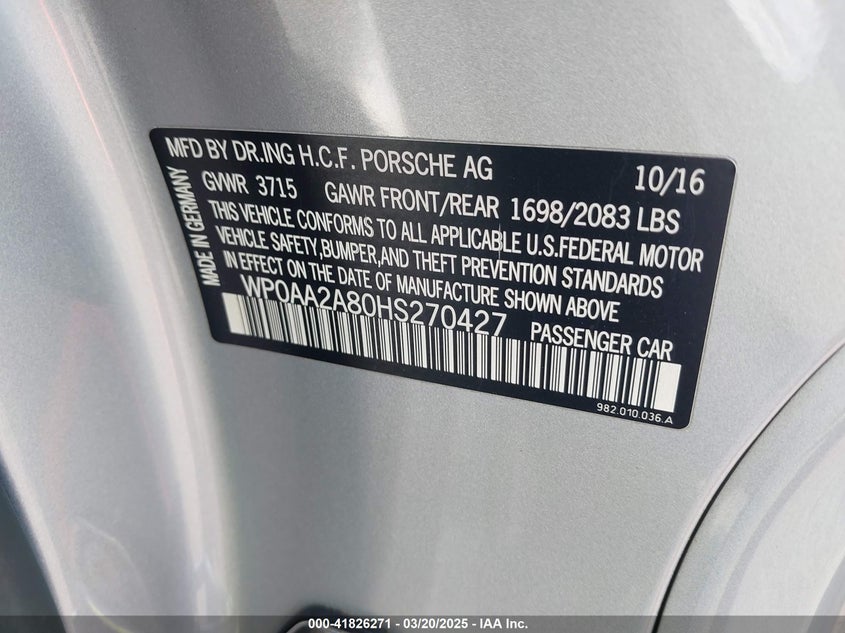 MFD BY DR.ING H.C.F. PORSCHE AG 10/16
GVWR 3715 GAWR FRONT/REAR 1698/2083 LBS
THIS VEHICLE CONFORMS TO ALL APPLICABLE U.S.FEDERAL MOTOR
VEHICLE SAFETY,BUMPER,AND THEFT PREVENTION STANDARDS
IN EFFECT ON THE DATE OF MANUFACTURE SHOWN ABOVE
WP0AA2A80HS270427 PASSENGER CAR
MADE IN GERMANY
982.010.036.A
000-41826271 | 03/20/2025 - IAA Inc.